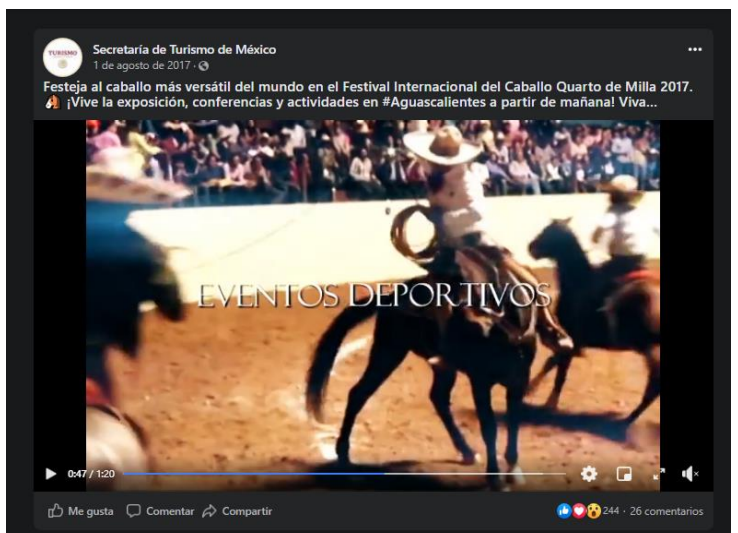 TURISMO
Secretaría de Turismo de México
1 de agosto de 2017 ·
Festeja al caballo más versátil del mundo en el Festival Internacional del Caballo Quarto de Milla 2017.
¡Vive la exposición, conferencias y actividades en #Aguascalientes a partir de mañana! Viva...
EVENTOS DEPORTIVOS
0:47 / 1:20
Me gusta Comentar Compartir 244 · 26 comentarios